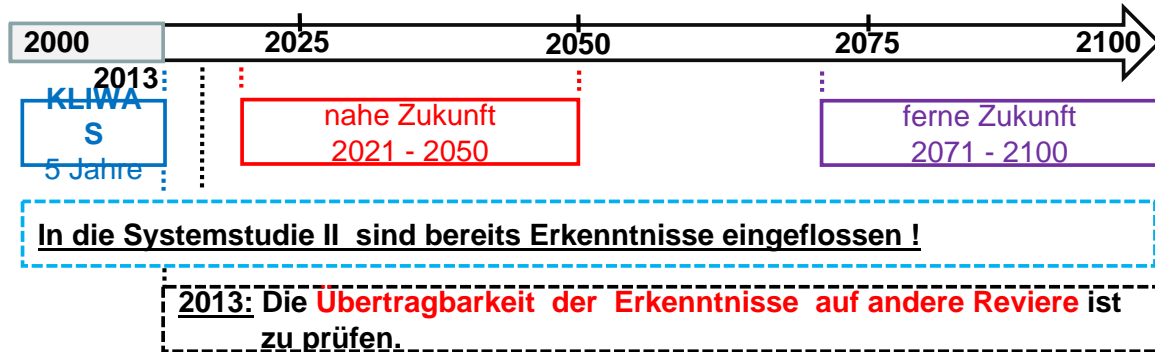 2000 2025 2050 2075 2100
2013
KLIWA
S
5 Jahre
nahe Zukunft
2021 - 2050
ferne Zukunft
2071 - 2100
In die Systemstudie II sind bereits Erkenntnisse eingeflossen !
2013: Die Übertragbarkeit der Erkenntnisse auf andere Reviere ist
zu prüfen.